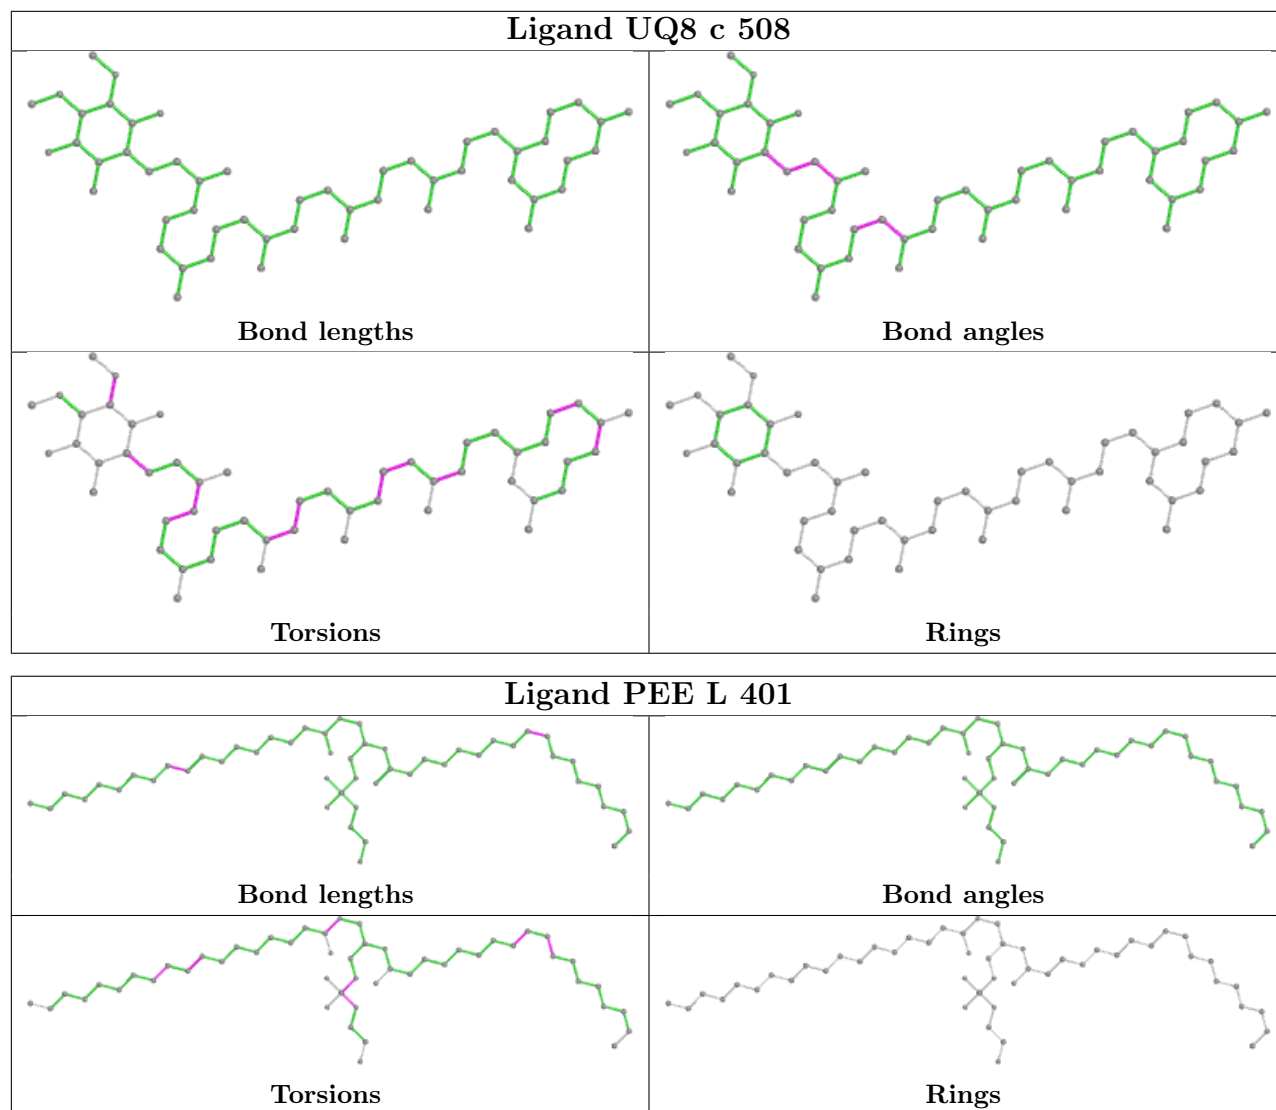 Ligand UQ8 c 508
Bond lengths
Bond angles
Torsions
Rings
Ligand PEE L 401
Bond lengths
Bond angles
Torsions
Rings